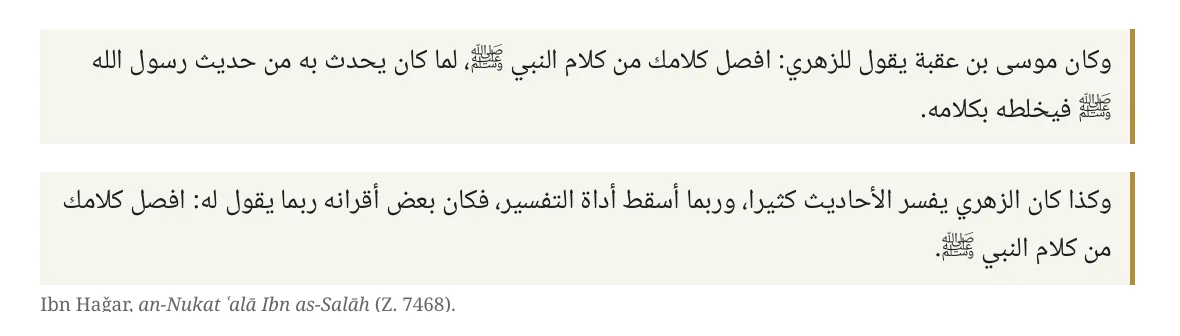 وكان موسى بن عقبة يقول للزهري: افصل كلامك من كلام النبي ﷺ، لما كان يحدث به من حديث رسول الله
ﷺ فيخلطه بكلامه.
وكذا كان الزهري يفسر الأحاديث كثيرا، وربما أسقط أداة التفسير، فكان بعض أقرانه ربما يقول له: افصل كلامك
من كلام النبي ﷺ.
Ibn Haǧar, an-Nukat ʿalā Ibn as-Salāh (Z. 7468).